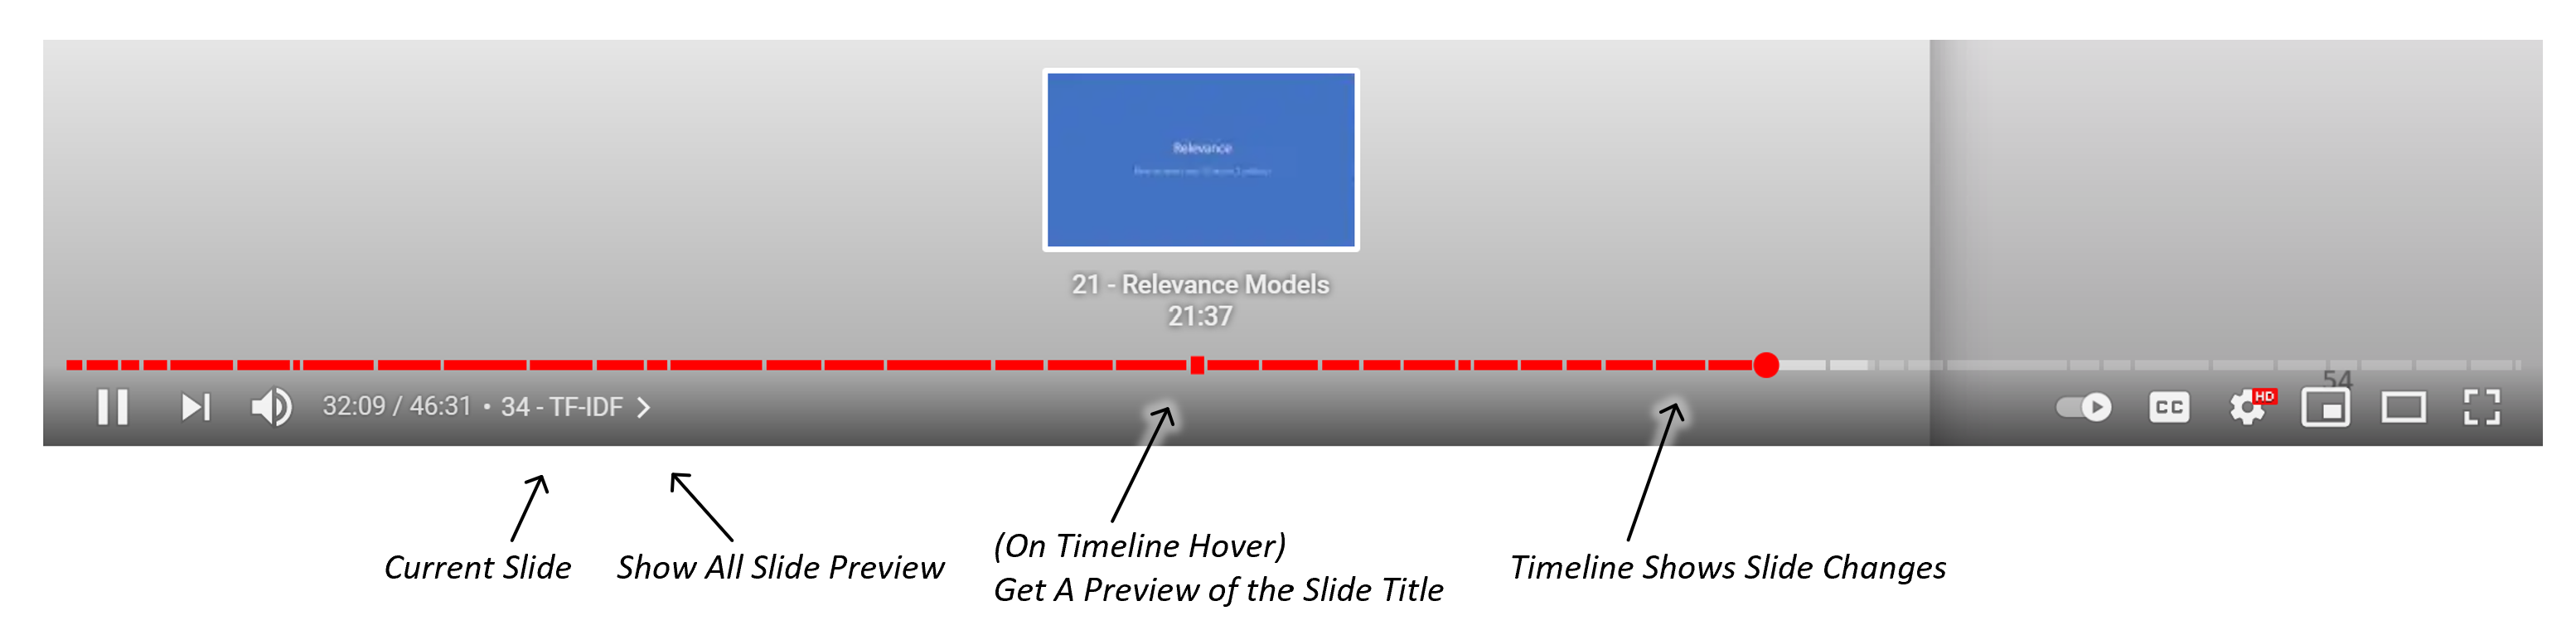 Relevance
21 - Relevance Models
21:37
54
32:09 / 46:31 • 34 - TF-IDF
CC
HD
Current Slide
Show All Slide Preview
(On Timeline Hover)
Get A Preview of the Slide Title
Timeline Shows Slide Changes